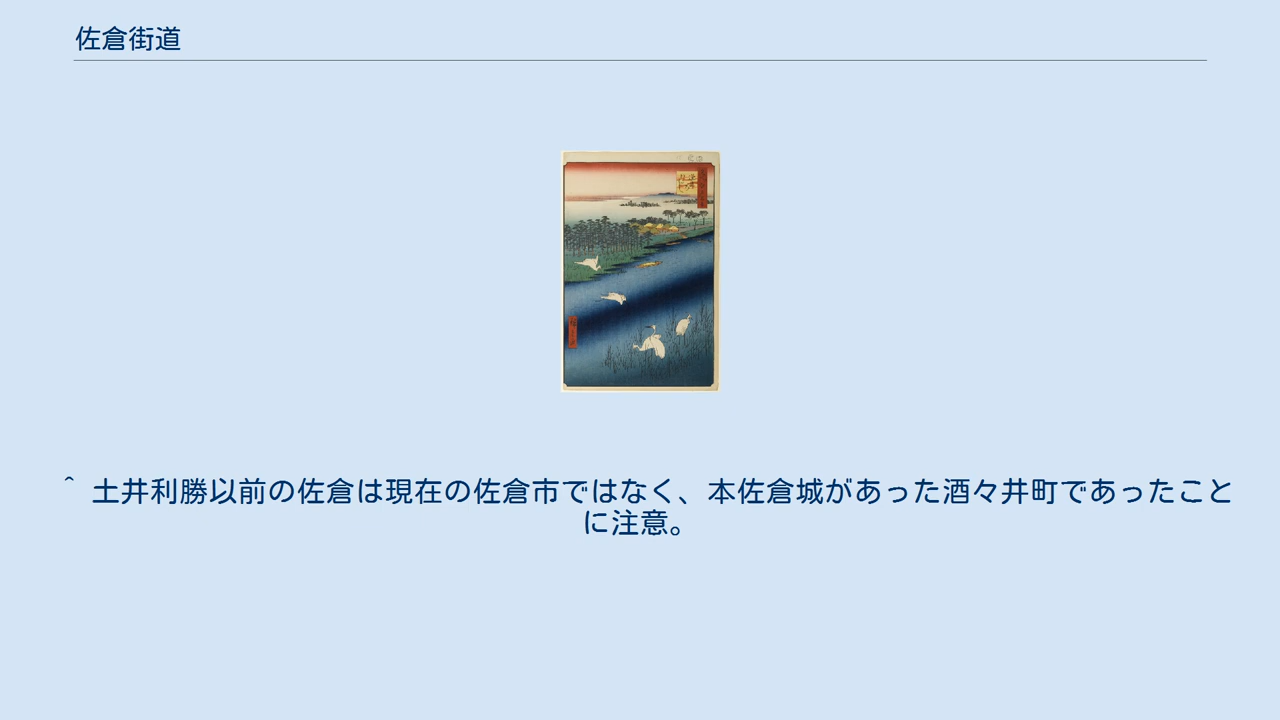 佐倉街道
^ 土井利勝以前の佐倉は現在の佐倉市ではなく、本佐倉城があった酒々井町であったこと
に注意。